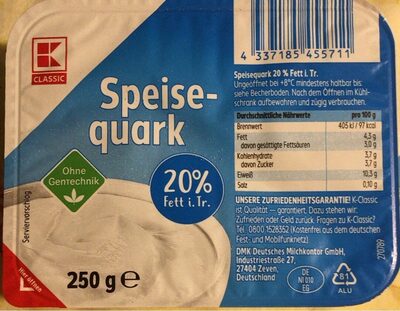 K
CLASSIC
Speise-
quark
Ohne
Gentechnik
20%
Fett i. Tr.
Serviervorschlag
Hier öffnen
250 g e
4 337185 455711
Speisequark 20 % Fett i. Tr.
Ungeöffnet bei +8°C mindestens haltbar bis:
siehe Becherboden. Nach dem Öffnen im Kühl-
schrank aufbewahren und zügig verbrauchen.
Durchschnittliche Nährwerte pro 100 g
Brennwert 405 kJ / 97 kcal
Fett 4,3 g
davon gesättigte Fettsäuren 3,0 g
Kohlenhydrate 3,7 g
davon Zucker 3,7 g
Eiweiß 10,3 g
Salz 0,10 g
UNSERE ZUFRIEDENHEITSGARANTIE! K-Classic
ist Qualität — garantiert. Dazu stehen wir:
Zufrieden oder Geld zurück. Fragen zu K-Classic?
Tel. 0800 1528352 (Kostenfrei aus dem deutschen
Fest- und Mobilfunknetz)
DMK Deutsches Milchkontor GmbH,
Industriestraße 27,
27404 Zeven,
Deutschland
DE
NI 010
EG
81
ALU
270789